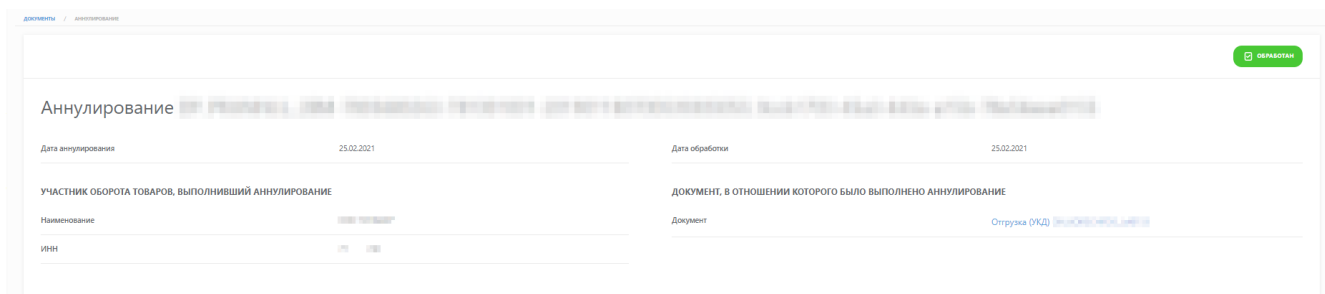 ДОКУМЕНТЫ / АННУЛИРОВАНИЕ
ОБРАБОТАН
Аннулирование
Дата аннулирования 25.02.2021
Дата обработки 25.02.2021
УЧАСТНИК ОБОРОТА ТОВАРОВ, ВЫПОЛНИВШИЙ АННУЛИРОВАНИЕ
ДОКУМЕНТ, В ОТНОШЕНИИ КОТОРОГО БЫЛО ВЫПОЛНЕНО АННУЛИРОВАНИЕ
Наименование
Документ Отгрузка (УКД)
ИНН